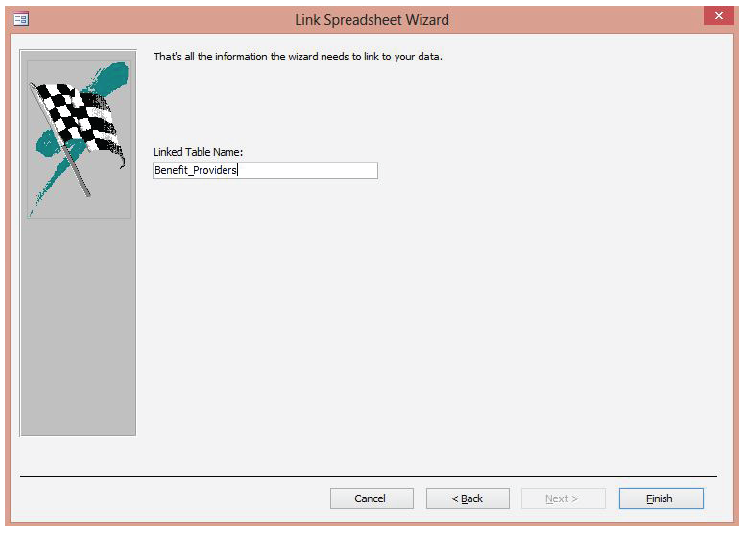 Link Spreadsheet Wizard
That's all the information the wizard needs to link to your data.
Linked Table Name:
Benefit_Providers
Cancel
< Back
Next >
Finish